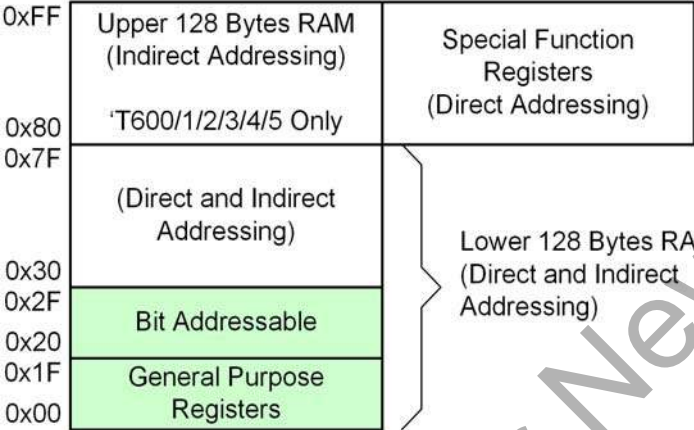 0xFF
Upper 128 Bytes RAM
(Indirect Addressing)
'T600/1/2/3/4/5 Only
0x80
Special Function
Registers
(Direct Addressing)
0x7F
(Direct and Indirect
Addressing)
0x30
0x2F
Bit Addressable
0x20
0x1F
General Purpose
Registers
0x00
Lower 128 Bytes RA
(Direct and Indirect
Addressing)